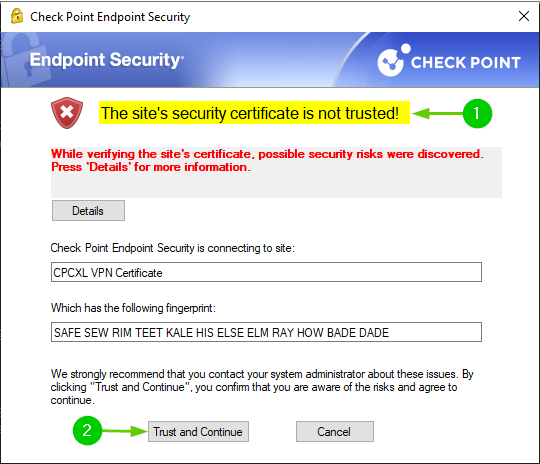 Check Point Endpoint Security
Endpoint Security
CHECK POINT
The site's security certificate is not trusted!
1
While verifying the site's certificate, possible security risks were discovered.
Press 'Details' for more information.
Details
Check Point Endpoint Security is connecting to site:
CPCXL VPN Certificate
Which has the following fingerprint:
SAFE SEW RIM TEET KALE HIS ELSE ELM RAY HOW BADE DADE
We strongly recommend that you contact your system administrator about these issues. By
clicking "Trust and Continue", you confirm that you are aware of the risks and agree to
continue.
2
Trust and Continue
Cancel